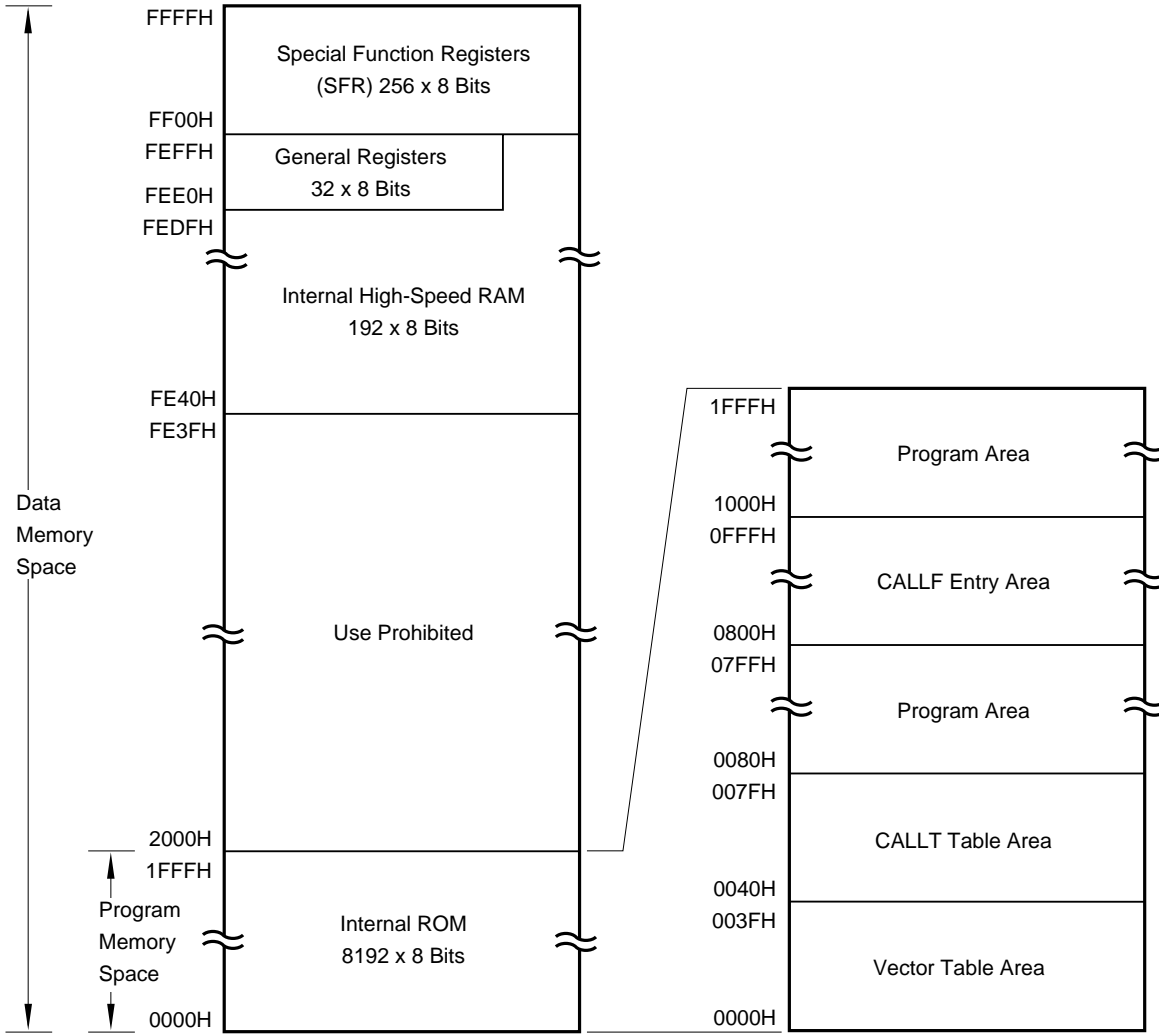 FFFFH
Special Function Registers
(SFR) 256 x 8 Bits
FF00H
FEFFH
General Registers
32 x 8 Bits
FEE0H
FEDFH
Internal High-Speed RAM
192 x 8 Bits
FE40H
FE3FH
Data
Memory
Space
Use Prohibited
2000H
1FFFH
Program
Memory
Space
Internal ROM
8192 x 8 Bits
0000H
1FFFH
Program Area
1000H
0FFFH
CALLF Entry Area
0800H
07FFH
Program Area
0080H
007FH
CALLT Table Area
0040H
003FH
Vector Table Area
0000H